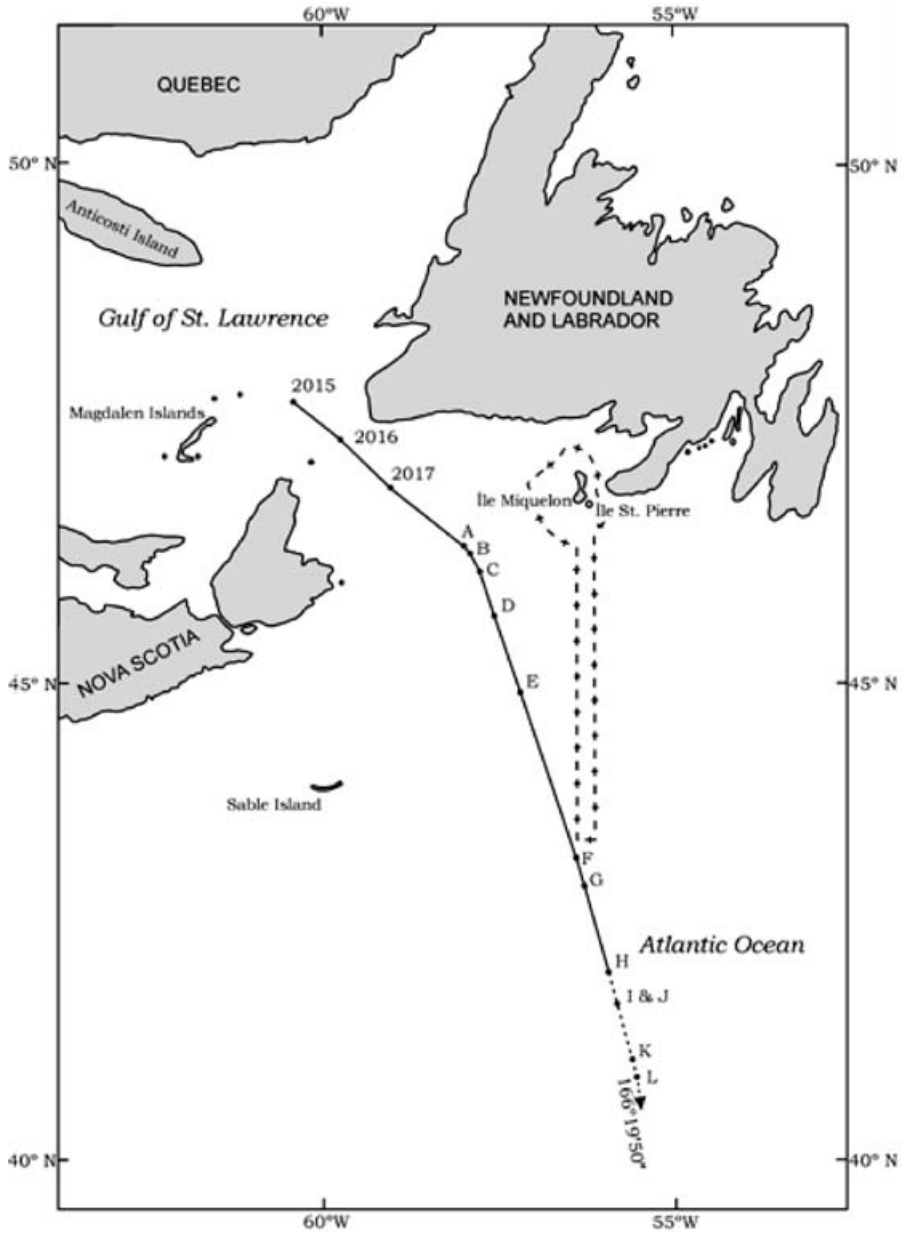 60°W 55°W
QUEBEC
50° N 50° N
Anticosti Island
NEWFOUNDLAND
AND LABRADOR
Gulf of St. Lawrence
2015
Magdalen Islands
2016
2017
Île Miquelon
Île St. Pierre
A
B
C
D
NOVA SCOTIA
E
45° N 45° N
Sable Island
F
G
Atlantic Ocean
H
I & J
K
L
166°19'50"
40° N 40° N
60°W 55°W